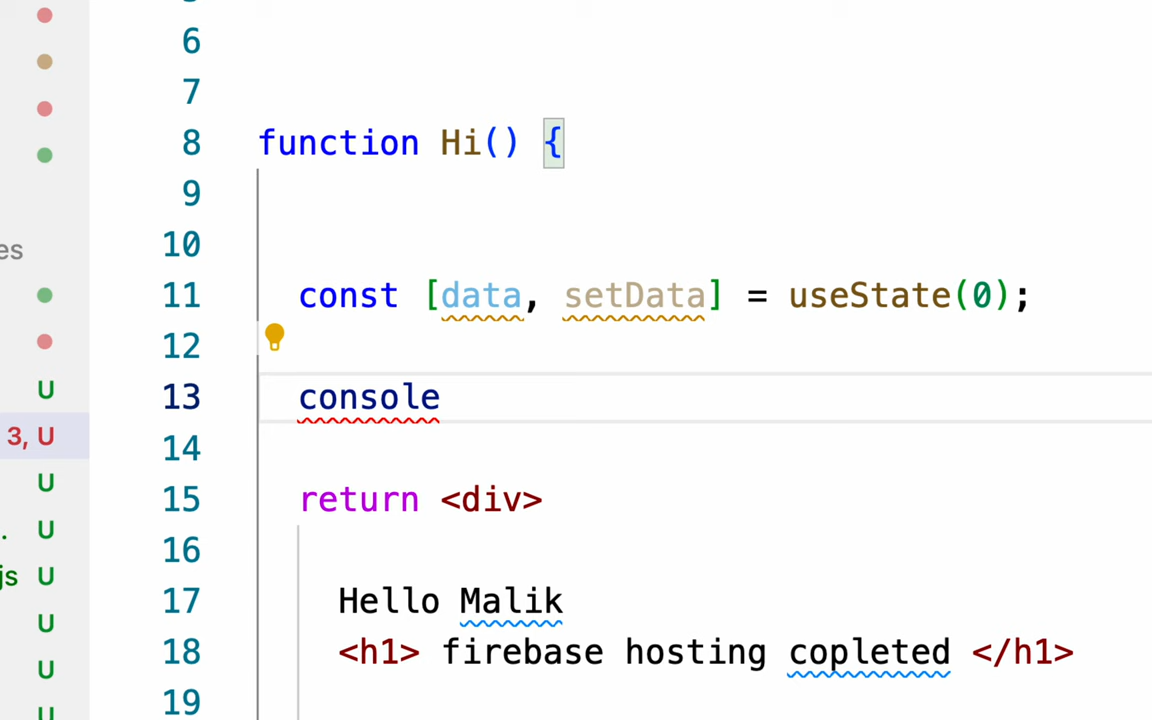 6
7
8 function Hi() {
9
es
10
11 const [data, setData] = useState(0);
12
U
13 console
3, U
14
U
15 return <div>
. U
16
js U
17 Hello Malik
U
18 <h1> firebase hosting copleted </h1>
U
19